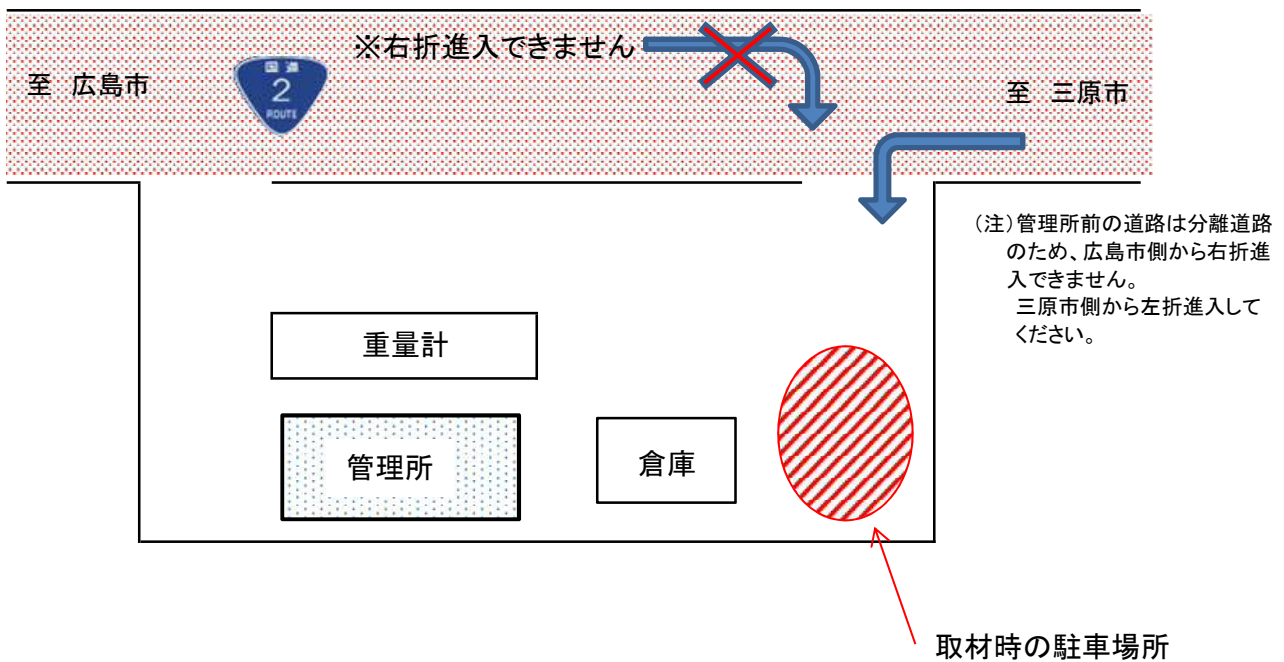 ※右折進入できません
至 広島市
国道
2
ROUTE
至 三原市
（注）管理所前の道路は分離道路
のため、広島市側から右折進
入できません。
三原市側から左折進入して
ください。
重量計
管理所
倉庫
取材時の駐車場所